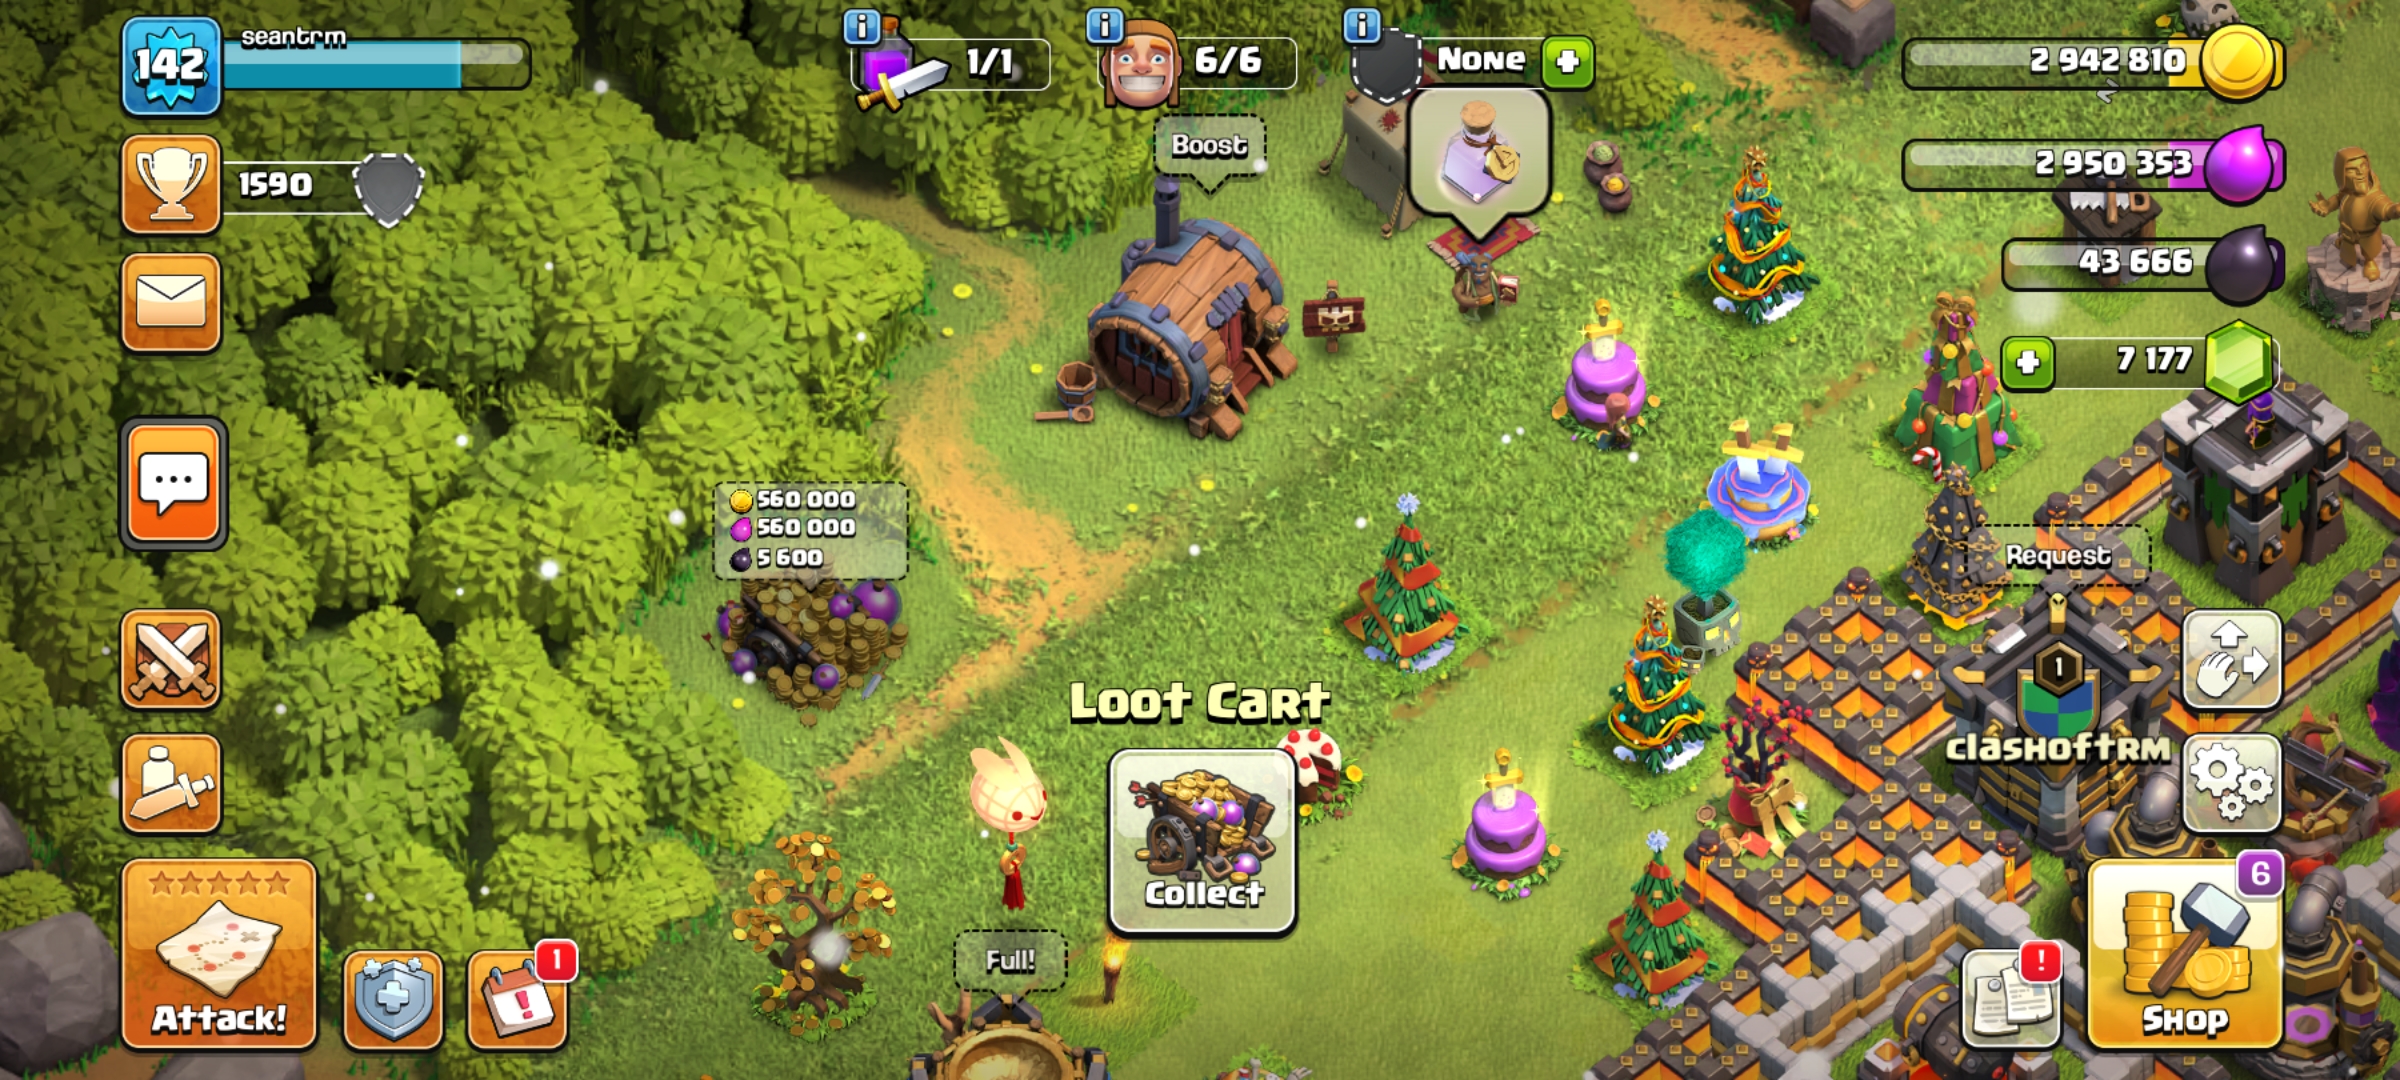 142
seantrm
1/1
6/6
None
2 942 810
1590
Boost
2 950 353
43 666
7 177
560 000
560 000
5 600
Request
1
clashoftrm
Loot Cart
Collect
Full!
6
Attack!
1
!
Shop